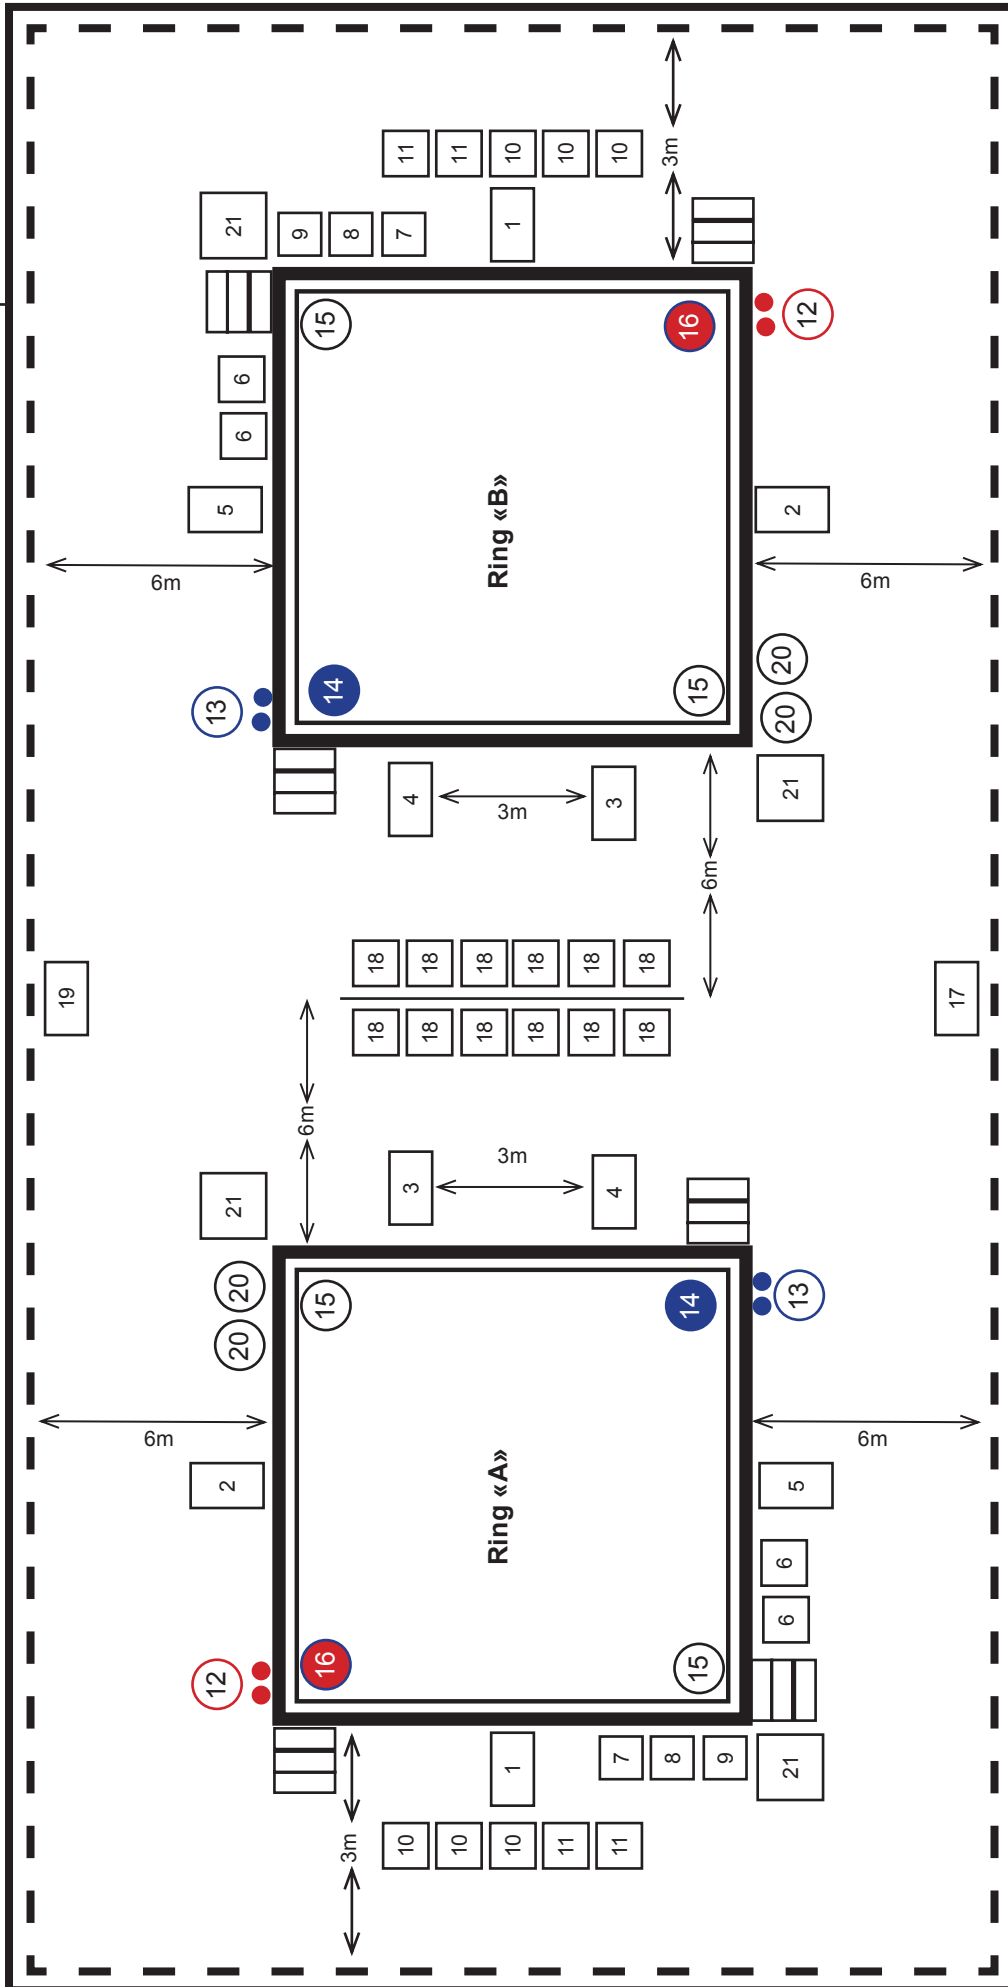 11 11 10 10 10 3m
21 9 8 7 1
15 16 12
6
6
5 Ring «B» 2
6m 6m
20
13 14 15 20
4 3m 3 21
6m
18 18 18 18 18 18
19 17
18 18 18 18 18 18
6m
21 3 3m 4
20 15 14 13
20
6m 6m
2 Ring «A» 5
6
6
12 16 15
1 7 8 9 21
3m 10 10 10 11 11